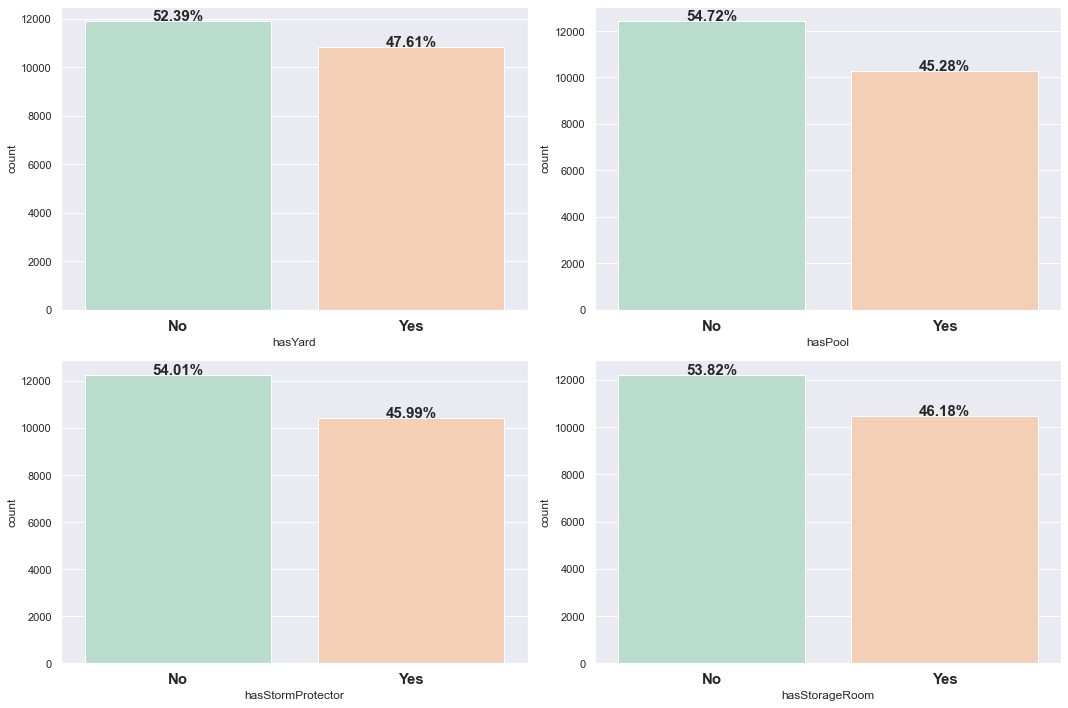 52.39%
47.61%
12000
10000
8000
6000
4000
2000
0
count
No
Yes
hasYard
54.72%
45.28%
12000
10000
8000
6000
4000
2000
0
count
No
Yes
hasPool
54.01%
45.99%
12000
10000
8000
6000
4000
2000
0
count
No
Yes
hasStormProtector
53.82%
46.18%
12000
10000
8000
6000
4000
2000
0
count
No
Yes
hasStorageRoom